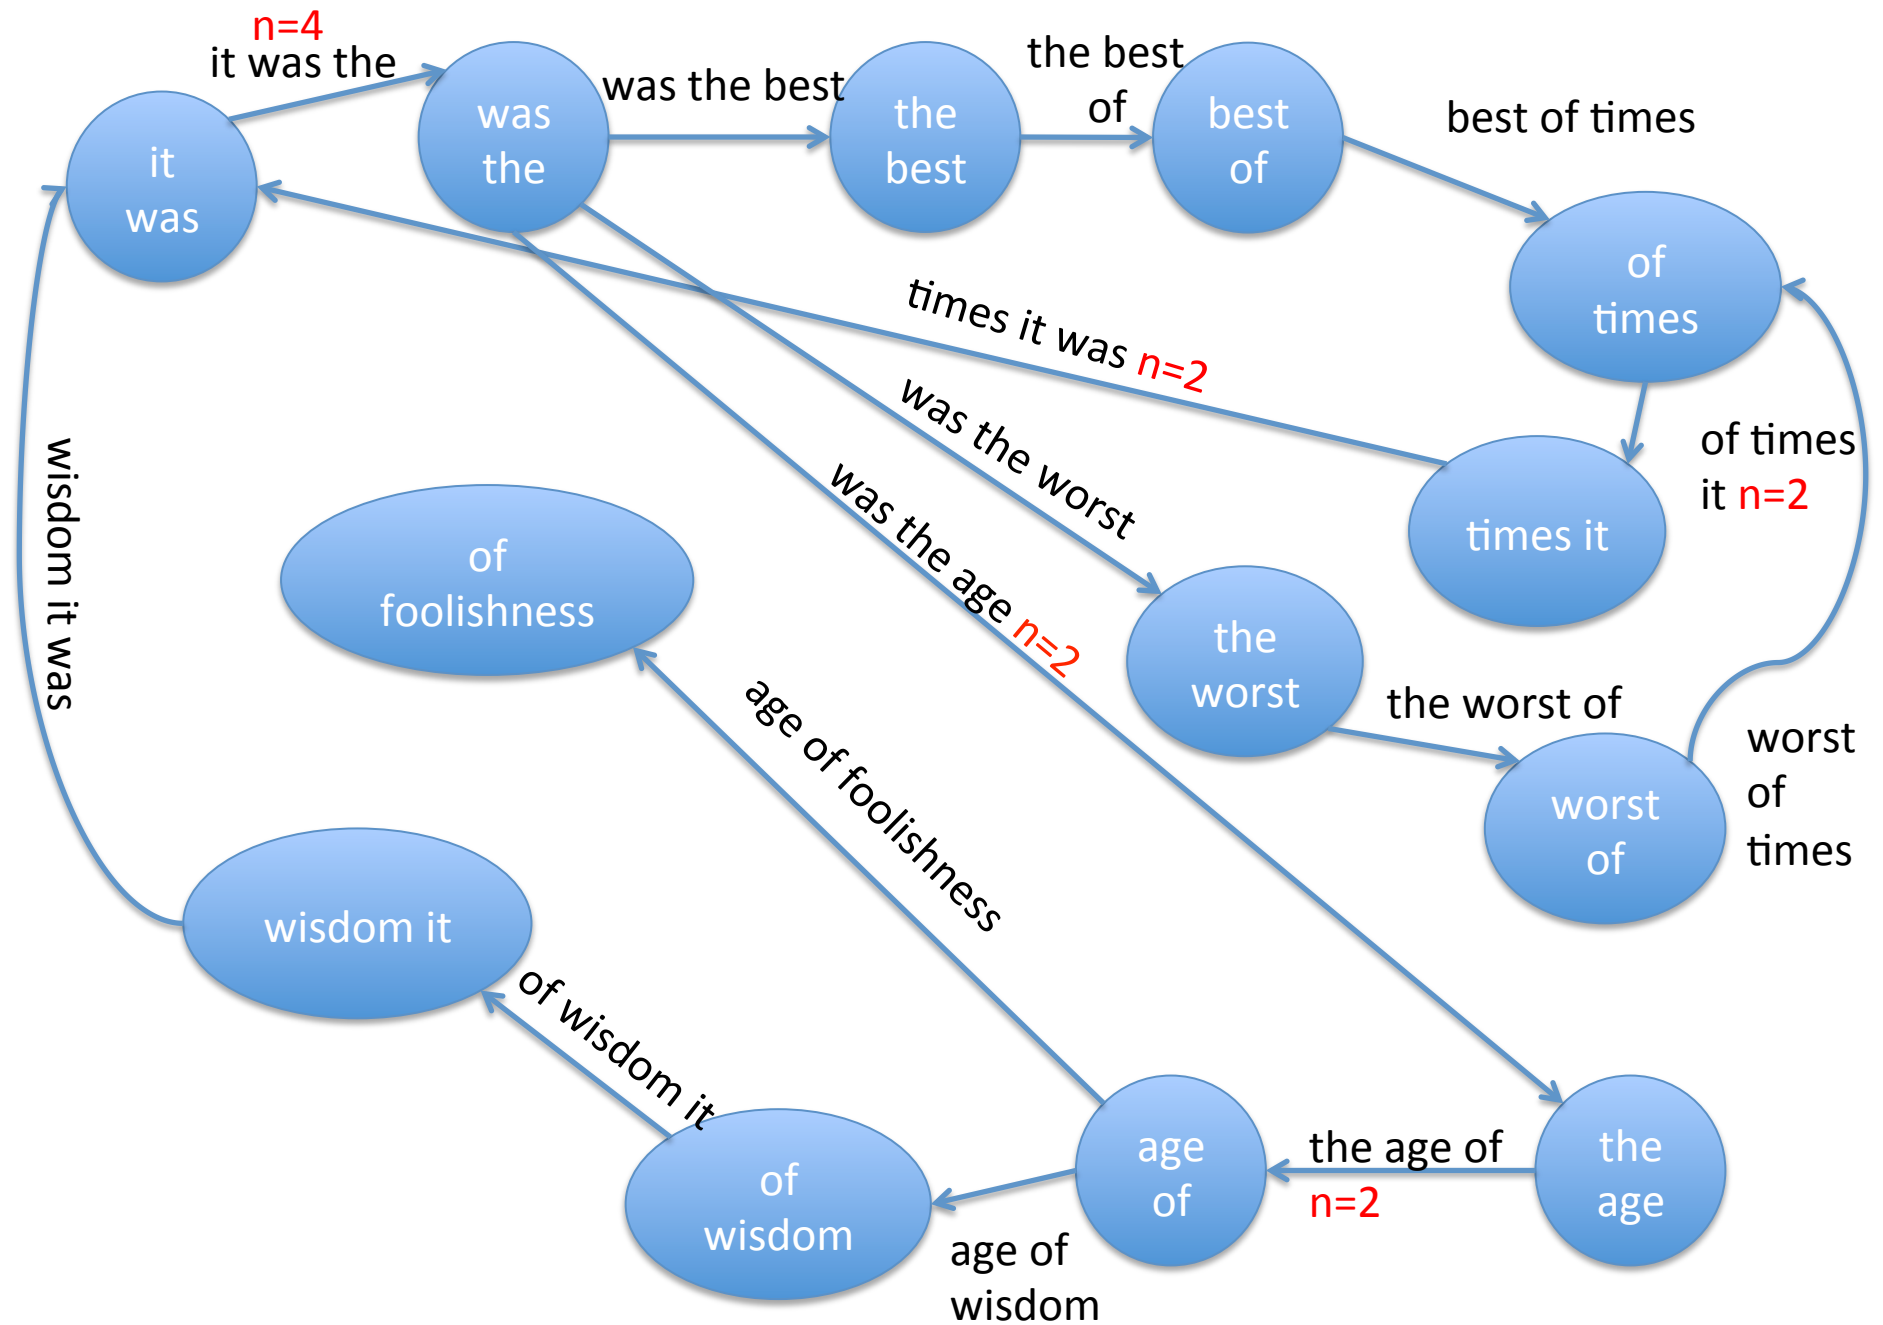 n=4
it was the
it
was
was
the
was the best
the
best
the best
of
best
of
best of times
of
times
times it was n=2
of times
it n=2
times it
was the worst
was the age n=2
the
worst
the worst of
worst
of
worst
of
times
wisdom it was
of
foolishness
age of foolishness
wisdom it
of wisdom it
of
wisdom
age of
wisdom
age
of
the age of
n=2
the
age